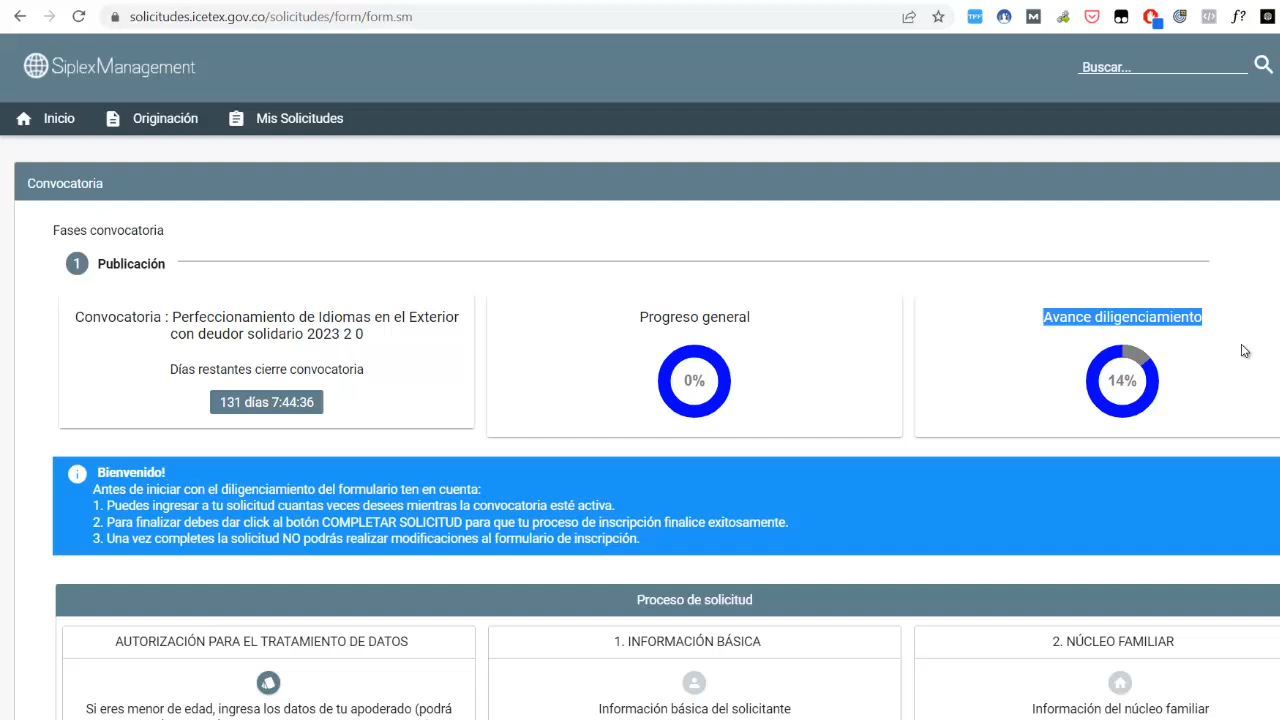 solicitudes.icetex.gov.co/solicitudes/form/form.sm
SiplexManagement
Buscar...
Inicio
Originación
Mis Solicitudes
Convocatoria
Fases convocatoria
1 Publicación
Convocatoria : Perfeccionamiento de Idiomas en el Exterior
con deudor solidario 2023 2 0
Días restantes cierre convocatoria
131 días 7:44:36
Progreso general
0%
Avance diligenciamiento
14%
Bienvenido!
Antes de iniciar con el diligenciamiento del formulario ten en cuenta:
1. Puedes ingresar a tu solicitud cuantas veces desees mientras la convocatoria esté activa.
2. Para finalizar debes dar click al botón COMPLETAR SOLICITUD para que tu proceso de inscripción finalice exitosamente.
3. Una vez completes la solicitud NO podrás realizar modificaciones al formulario de inscripción.
Proceso de solicitud
AUTORIZACIÓN PARA EL TRATAMIENTO DE DATOS
Si eres menor de edad, ingresa los datos de tu apoderado (podrá
1. INFORMACIÓN BÁSICA
Información básica del solicitante
2. NÚCLEO FAMILIAR
Información del núcleo familiar